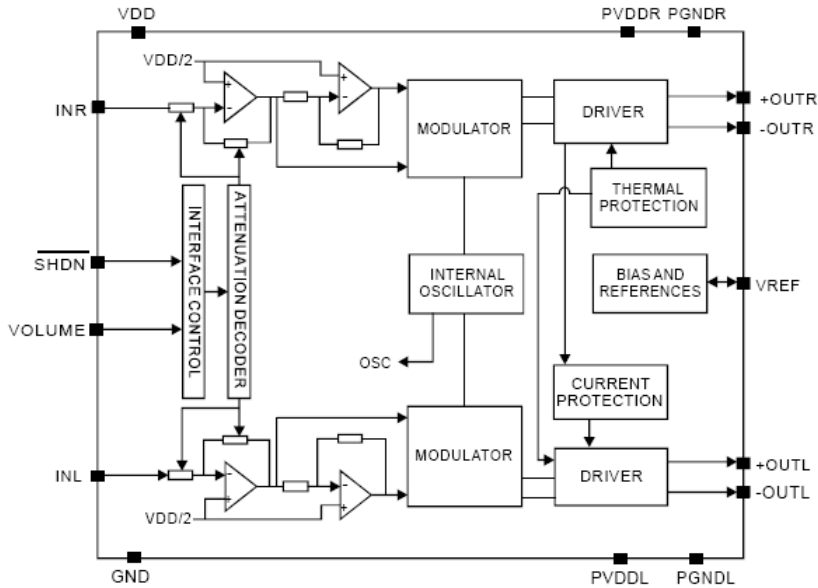 VDD
PVDDR
PGNDR
VDD/2
INR
+
-
+
-
MODULATOR
DRIVER
+OUTR
-OUTR
THERMAL
PROTECTION
INTERFACE CONTROL
ATTENUATION DECODER
SHDN
VOLUME
INTERNAL
OSCILLATOR
OSC
BIAS AND
REFERENCES
VREF
CURRENT
PROTECTION
INL
-
+
-
+
VDD/2
MODULATOR
DRIVER
+OUTL
-OUTL
GND
PVDDL
PGNDL